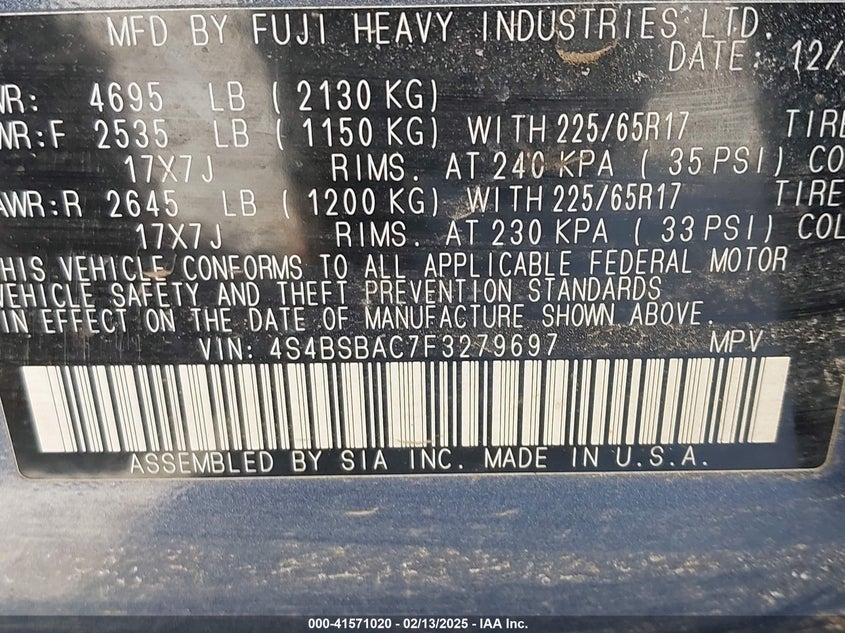 MFD BY FUJI HEAVY INDUSTRIES LTD.
DATE: 12/
WR: 4695 LB ( 2130 KG)
WR:F 2535 LB ( 1150 KG) WITH 225/65R17 TIRE
17X7J RIMS. AT 240 KPA ( 35 PSI) CO
AWR:R 2645 LB ( 1200 KG) WITH 225/65R17 TIRE
17X7J RIMS. AT 230 KPA ( 33 PSI) COL
THIS VEHICLE CONFORMS TO ALL APPLICABLE FEDERAL MOTOR
VEHICLE SAFETY AND THEFT PREVENTION STANDARDS
IN EFFECT ON THE DATE OF MANUFACTURE SHOWN ABOVE.
VIN: 4S4BSBAC7F3279697 MPV
ASSEMBLED BY SIA INC. MADE IN U.S.A.
000-41571020 - 02/13/2025 - IAA Inc.